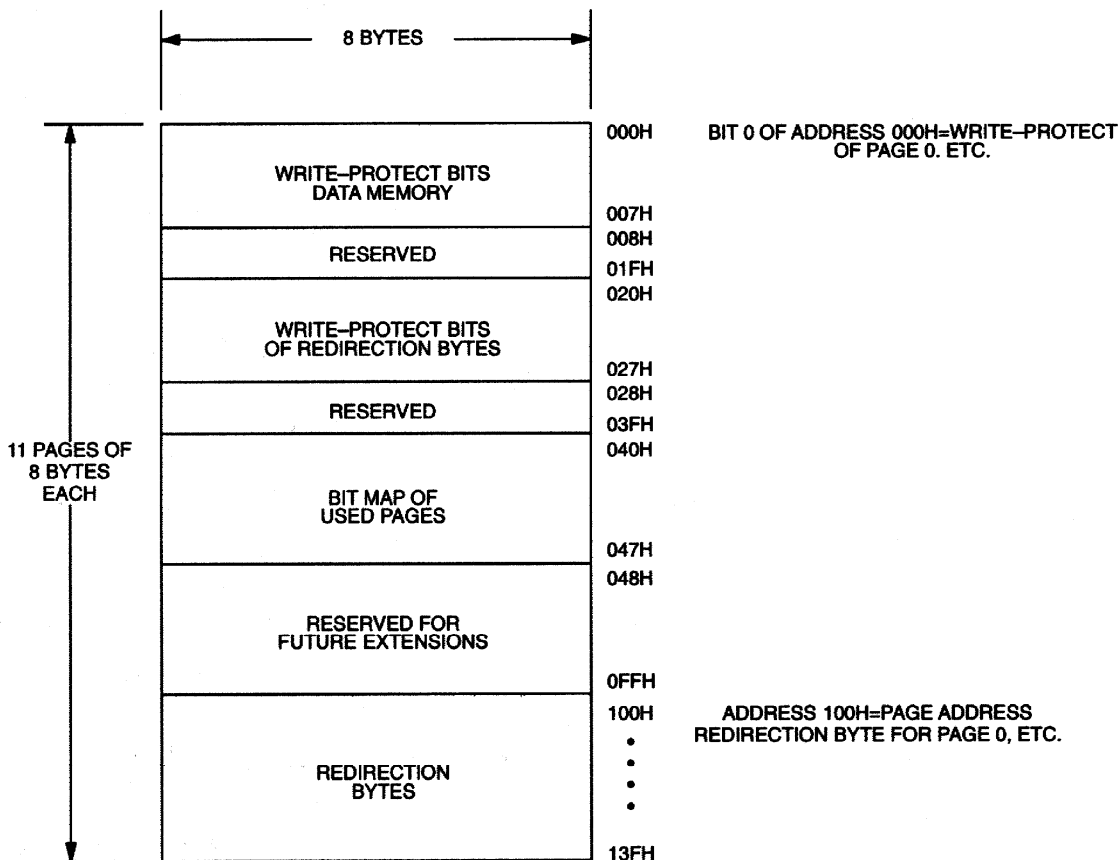 8 BYTES
000H
BIT 0 OF ADDRESS 000H=WRITE–PROTECT
OF PAGE 0. ETC.
WRITE–PROTECT BITS
DATA MEMORY
007H
008H
RESERVED
01FH
020H
WRITE–PROTECT BITS
OF REDIRECTION BYTES
027H
028H
RESERVED
03FH
11 PAGES OF
8 BYTES
EACH
040H
BIT MAP OF
USED PAGES
047H
048H
RESERVED FOR
FUTURE EXTENSIONS
0FFH
100H
ADDRESS 100H=PAGE ADDRESS
REDIRECTION BYTE FOR PAGE 0, ETC.
REDIRECTION
BYTES
13FH